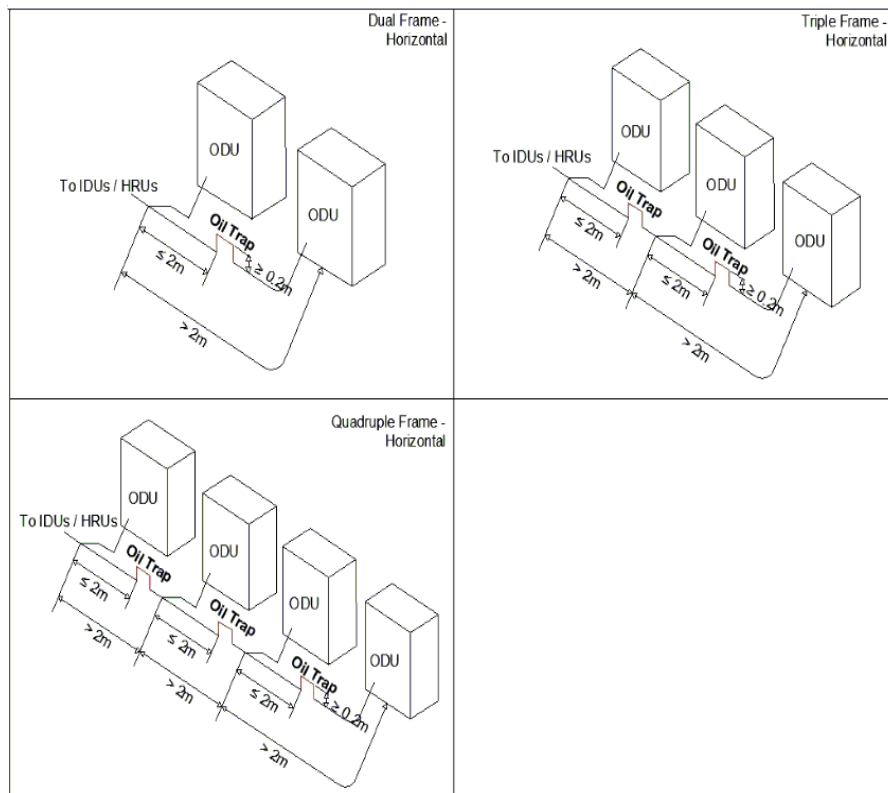 Dual Frame -
Horizontal
ODU
ODU
To IDUs / HRUs
Oil Trap
≤ 2m
≥ 0.2m
> 2m
Triple Frame -
Horizontal
ODU
ODU
ODU
To IDUs / HRUs
Oil Trap
≤ 2m
> 2m
Oil Trap
≤ 2m
≥ 0.2m
> 2m
Quadruple Frame -
Horizontal
ODU
ODU
ODU
ODU
To IDUs / HRUs
Oil Trap
≤ 2m
> 2m
Oil Trap
≤ 2m
> 2m
Oil Trap
≤ 2m
≥ 0.2m
> 2m